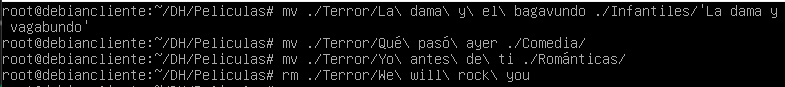 root@debiancliente:~/DH/Peliculas# mv ./Terror/La\ dama\ y\ el\ bagavundo ./Infantiles/'La dama y
vagabundo'
root@debiancliente:~/DH/Peliculas# mv ./Terror/Qué\ pasó\ ayer ./Comedia/
root@debiancliente:~/DH/Peliculas# mv ./Terror/Yo\ antes\ de\ ti ./Románticas/
root@debiancliente:~/DH/Peliculas# rm ./Terror/We\ will\ rock\ you